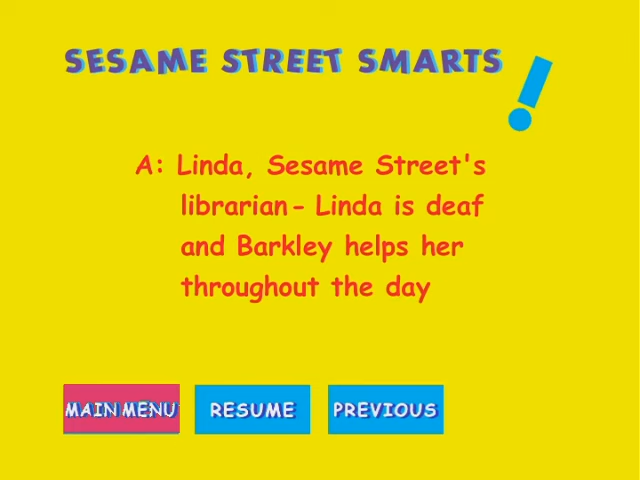 SESAME STREET SMARTS!
A: Linda, Sesame Street's
librarian - Linda is deaf
and Barkley helps her
throughout the day
MAIN MENU RESUME PREVIOUS